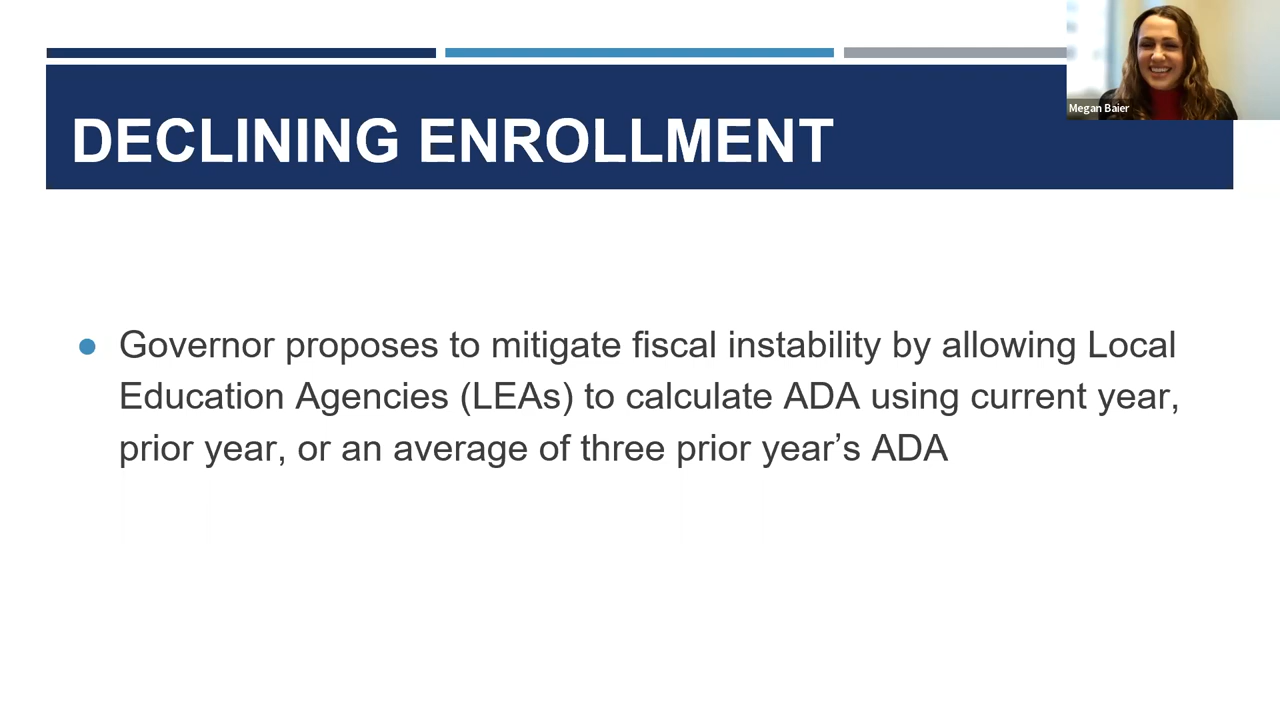 Megan Baier
DECLINING ENROLLMENT
● Governor proposes to mitigate fiscal instability by allowing Local
Education Agencies (LEAs) to calculate ADA using current year,
prior year, or an average of three prior year’s ADA